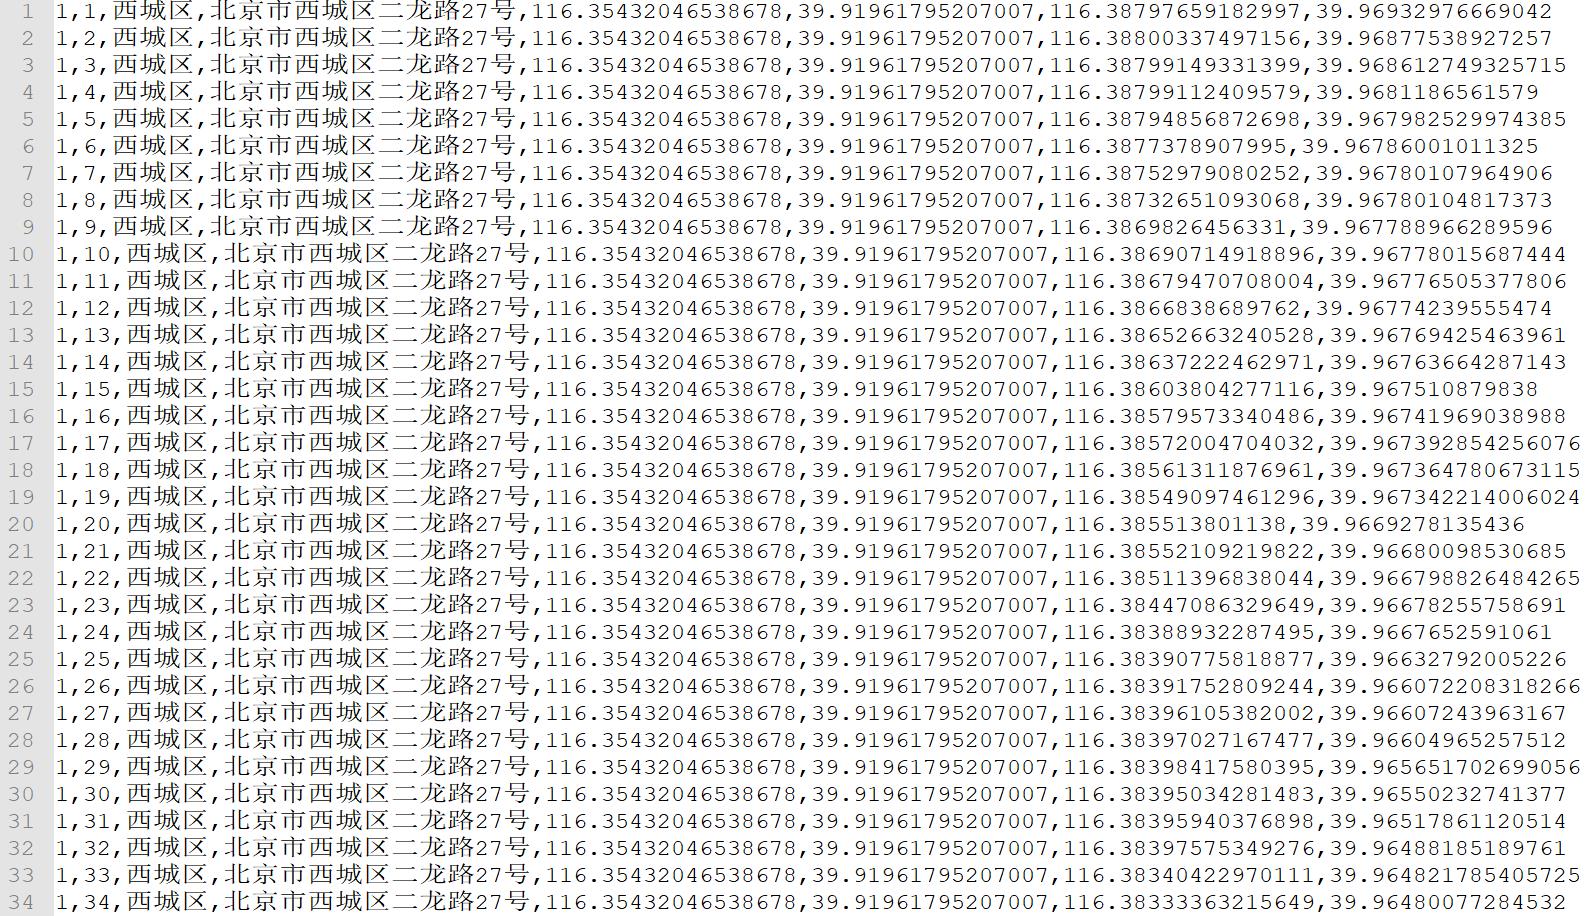 1 1,1,西城区,北京市西城区二龙路27号,116.35432046538678,39.91961795207007,116.38797659182997,39.96932976669042
2 1,2,西城区,北京市西城区二龙路27号,116.35432046538678,39.91961795207007,116.38800337497156,39.96877538927257
3 1,3,西城区,北京市西城区二龙路27号,116.35432046538678,39.91961795207007,116.38799149331399,39.968612749325715
4 1,4,西城区,北京市西城区二龙路27号,116.35432046538678,39.91961795207007,116.38799112409579,39.9681186561579
5 1,5,西城区,北京市西城区二龙路27号,116.35432046538678,39.91961795207007,116.38794856872698,39.967982529974385
6 1,6,西城区,北京市西城区二龙路27号,116.35432046538678,39.91961795207007,116.3877378907995,39.96786001011325
7 1,7,西城区,北京市西城区二龙路27号,116.35432046538678,39.91961795207007,116.38752979080252,39.96780107964906
8 1,8,西城区,北京市西城区二龙路27号,116.35432046538678,39.91961795207007,116.38732651093068,39.96780104817373
9 1,9,西城区,北京市西城区二龙路27号,116.35432046538678,39.91961795207007,116.3869826456331,39.967788966289596
10 1,10,西城区,北京市西城区二龙路27号,116.35432046538678,39.91961795207007,116.38690714918896,39.96778015687444
11 1,11,西城区,北京市西城区二龙路27号,116.35432046538678,39.91961795207007,116.38679470708004,39.96776505377806
12 1,12,西城区,北京市西城区二龙路27号,116.35432046538678,39.91961795207007,116.3866838689762,39.96774239555474
13 1,13,西城区,北京市西城区二龙路27号,116.35432046538678,39.91961795207007,116.38652663240528,39.96769425463961
14 1,14,西城区,北京市西城区二龙路27号,116.35432046538678,39.91961795207007,116.38637222462971,39.96763664287143
15 1,15,西城区,北京市西城区二龙路27号,116.35432046538678,39.91961795207007,116.38603804277116,39.967510879838
16 1,16,西城区,北京市西城区二龙路27号,116.35432046538678,39.91961795207007,116.38579573340486,39.96741969038988
17 1,17,西城区,北京市西城区二龙路27号,116.35432046538678,39.91961795207007,116.38572004704032,39.967392854256076
18 1,18,西城区,北京市西城区二龙路27号,116.35432046538678,39.91961795207007,116.38561311876961,39.967364780673115
19 1,19,西城区,北京市西城区二龙路27号,116.35432046538678,39.91961795207007,116.38549097461296,39.967342214006024
20 1,20,西城区,北京市西城区二龙路27号,116.35432046538678,39.91961795207007,116.385513801138,39.9669278135436
21 1,21,西城区,北京市西城区二龙路27号,116.35432046538678,39.91961795207007,116.38552109219822,39.96680098530685
22 1,22,西城区,北京市西城区二龙路27号,116.35432046538678,39.91961795207007,116.38511396838044,39.966798826484265
23 1,23,西城区,北京市西城区二龙路27号,116.35432046538678,39.91961795207007,116.38447086329649,39.96678255758691
24 1,24,西城区,北京市西城区二龙路27号,116.35432046538678,39.91961795207007,116.38388932287495,39.9667652591061
25 1,25,西城区,北京市西城区二龙路27号,116.35432046538678,39.91961795207007,116.38390775818877,39.96632792005226
26 1,26,西城区,北京市西城区二龙路27号,116.35432046538678,39.91961795207007,116.38391752809244,39.966072208318266
27 1,27,西城区,北京市西城区二龙路27号,116.35432046538678,39.91961795207007,116.38396105382002,39.96607243963167
28 1,28,西城区,北京市西城区二龙路27号,116.35432046538678,39.91961795207007,116.38397027167477,39.96604965257512
29 1,29,西城区,北京市西城区二龙路27号,116.35432046538678,39.91961795207007,116.38398417580395,39.965651702699056
30 1,30,西城区,北京市西城区二龙路27号,116.35432046538678,39.91961795207007,116.38395034281483,39.96550232741377
31 1,31,西城区,北京市西城区二龙路27号,116.35432046538678,39.91961795207007,116.38395940376898,39.96517861120514
32 1,32,西城区,北京市西城区二龙路27号,116.35432046538678,39.91961795207007,116.38397575349276,39.96488185189761
33 1,33,西城区,北京市西城区二龙路27号,116.35432046538678,39.91961795207007,116.38340422970111,39.964821785405725
34 1,34,西城区,北京市西城区二龙路27号,116.35432046538678,39.91961795207007,116.38333363215649,39.96480077284532